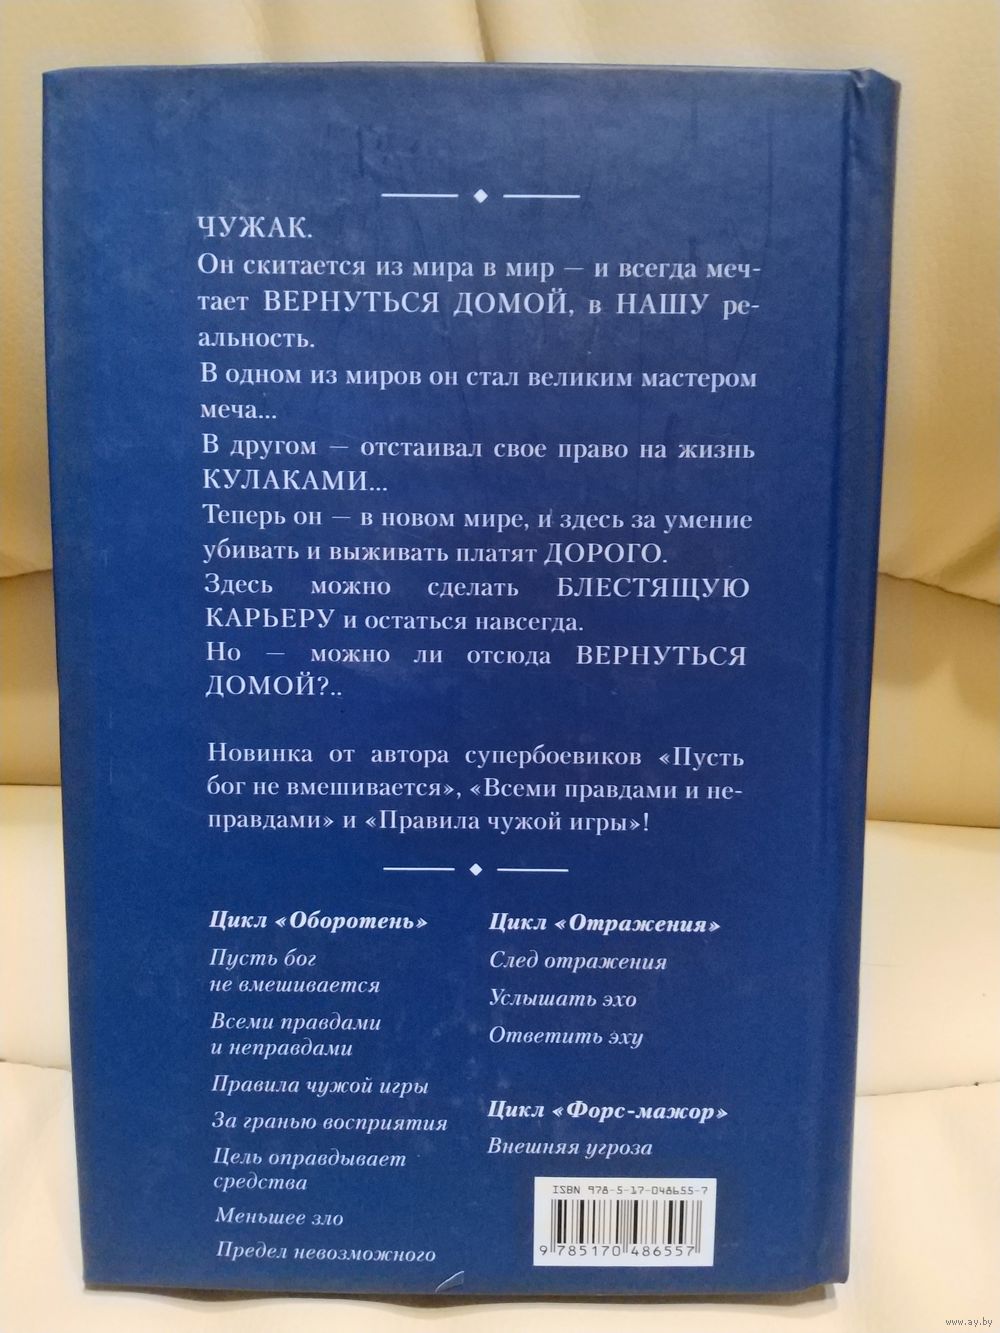 ЧУЖАК.
Он скитается из мира в мир — и всегда меч-
тает ВЕРНУТЬСЯ ДОМОЙ, в НАШУ ре-
альность.
В одном из миров он стал великим мастером
меча...
В другом — отстаивал свое право на жизнь
КУЛАКАМИ...
Теперь он — в новом мире, и здесь за умение
убивать и выживать платят ДОРОГО.
Здесь можно сделать БЛЕСТЯЩУЮ
КАРЬЕРУ и остаться навсегда.
Но — можно ли отсюда ВЕРНУТЬСЯ
ДОМОЙ?..
Новинка от автора супербоевиков «Пусть
бог не вмешивается», «Всеми правдами и не-
правдами» и «Правила чужой игры»!
Цикл «Оборотень»
Пусть бог
не вмешивается
Всеми правдами
и неправдами
Правила чужой игры
За гранью восприятия
Цель оправдывает
средства
Меньшее зло
Предел невозможного
Цикл «Отражения»
След отражения
Услышать эхо
Ответить эху
Цикл «Форс-мажор»
Внешняя угроза
ISBN 978-5-17-048655-7
9 785170 486557
www.ay.by